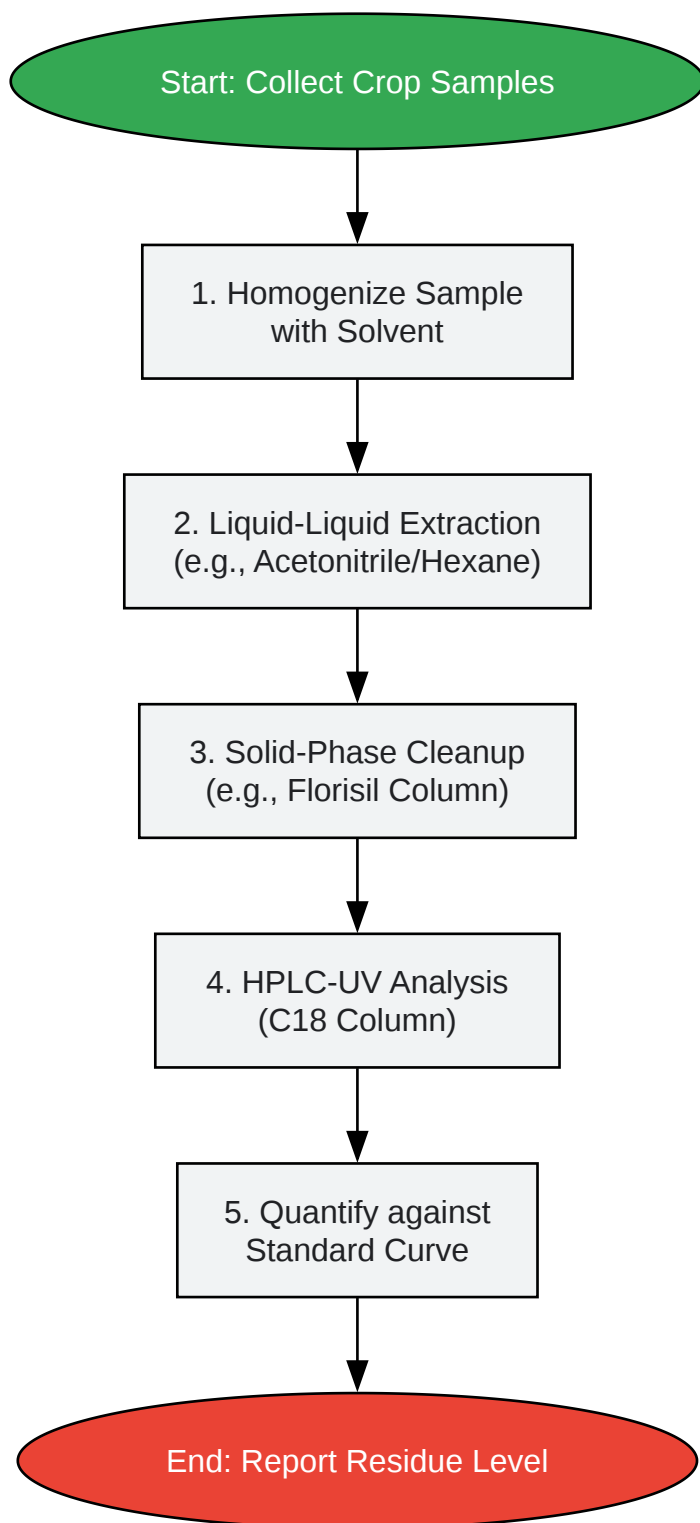 Start: Collect Crop Samples
1. Homogenize Sample
with Solvent
2. Liquid-Liquid Extraction
(e.g., Acetonitrile/Hexane)
3. Solid-Phase Cleanup
(e.g., Florisil Column)
4. HPLC-UV Analysis
(C18 Column)
5. Quantify against
Standard Curve
End: Report Residue Level